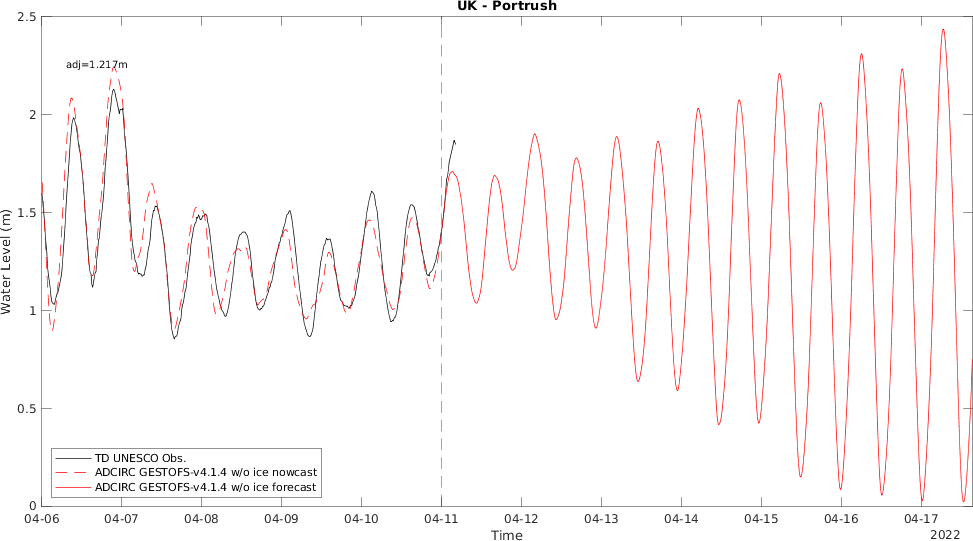 UK - Portrush
adj=1.217m
Water Level (m)
2.5
2
1.5
1
0.5
0
TD UNESCO Obs.
ADCIRC GESTOFS-v4.1.4 w/o ice nowcast
ADCIRC GESTOFS-v4.1.4 w/o ice forecast
04-06 04-07 04-08 04-09 04-10 04-11 04-12 04-13 04-14 04-15 04-16 04-17
2022
Time